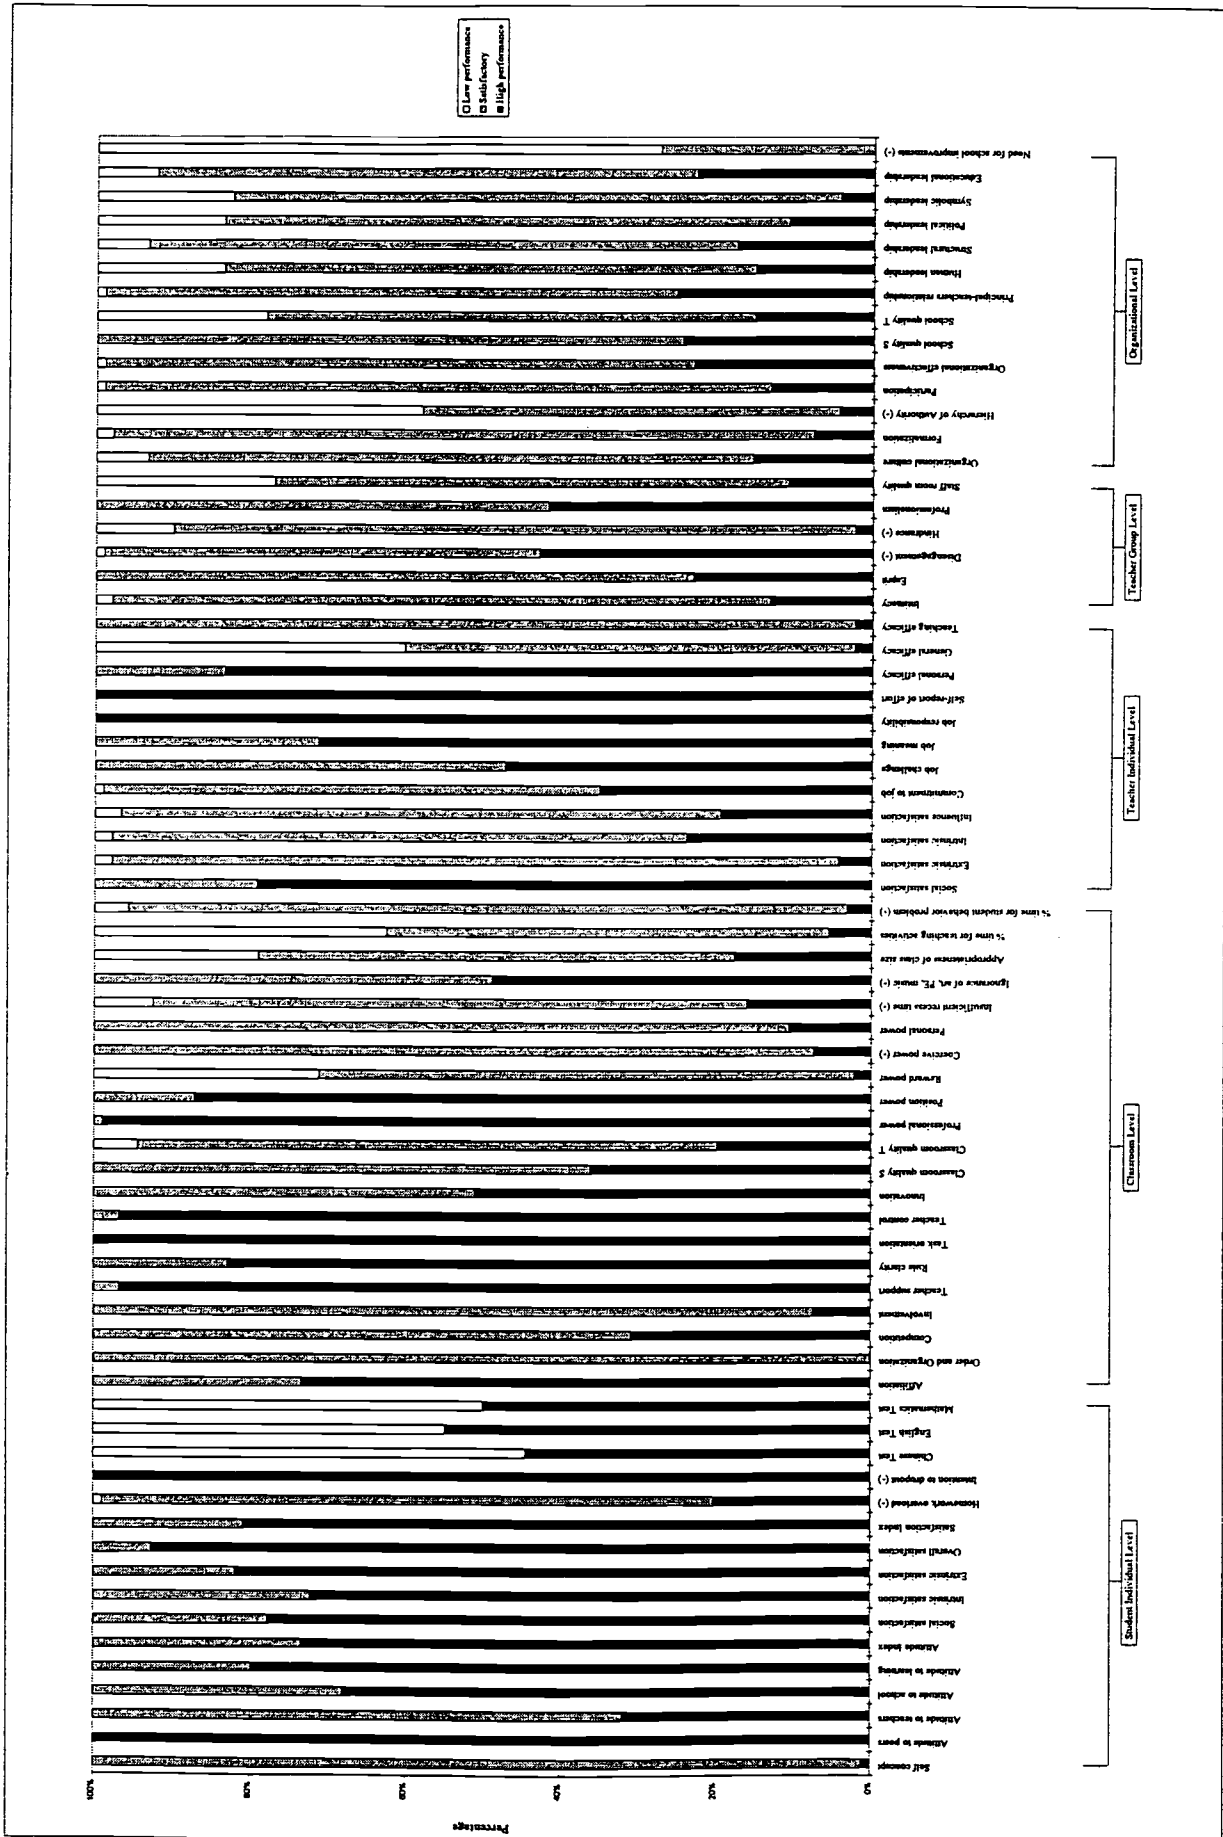 Percentage
100%
80%
60%
40%
20%
0%
Self concept
Attitude to peers
Attitude to teachers
Attitude to school
Attitude to learning
Attitude index
Social satisfaction
Intrinsic satisfaction
Extrinsic satisfaction
Overall satisfaction
Satisfaction index
Homework overload (-)
Intention to dropout (-)
Chinese Test
English Test
Mathematics Test
Affiliation
Order and Organization
Competition
Involvement
Teacher support
Rule clarity
Task orientation
Teacher control
Innovation
Classroom quality S
Classroom quality T
Professional power
Position power
Reward power
Coercive power (-)
Personal power
Insufficient recess time (-)
Ignorance of art, PE, music (-)
Appropriateness of class size
% time for teaching activities
% time for student behavior problem (-)
Social satisfaction
Extrinsic satisfaction
Intrinsic satisfaction
Influence satisfaction
Commitment to job
Job challenge
Job meaning
Job responsibility
Self-report of effort
Personal efficacy
General efficacy
Teaching efficacy
Intimacy
Esprit
Disengagement (-)
Hindrance (-)
Professionalism
Staff room quality
Organizational culture
Formalization
Hierarchy of Authority (-)
Participation
Organizational effectiveness
School quality S
School quality T
Principal-teachers relationship
Human leadership
Structural leadership
Political leadership
Symbolic leadership
Educational leadership
Need for school improvements (-)
Student Individual Level
Classroom Level
Teacher Individual Level
Teacher Group Level
Organizational Level
Low performance
Satisfactory
High performance